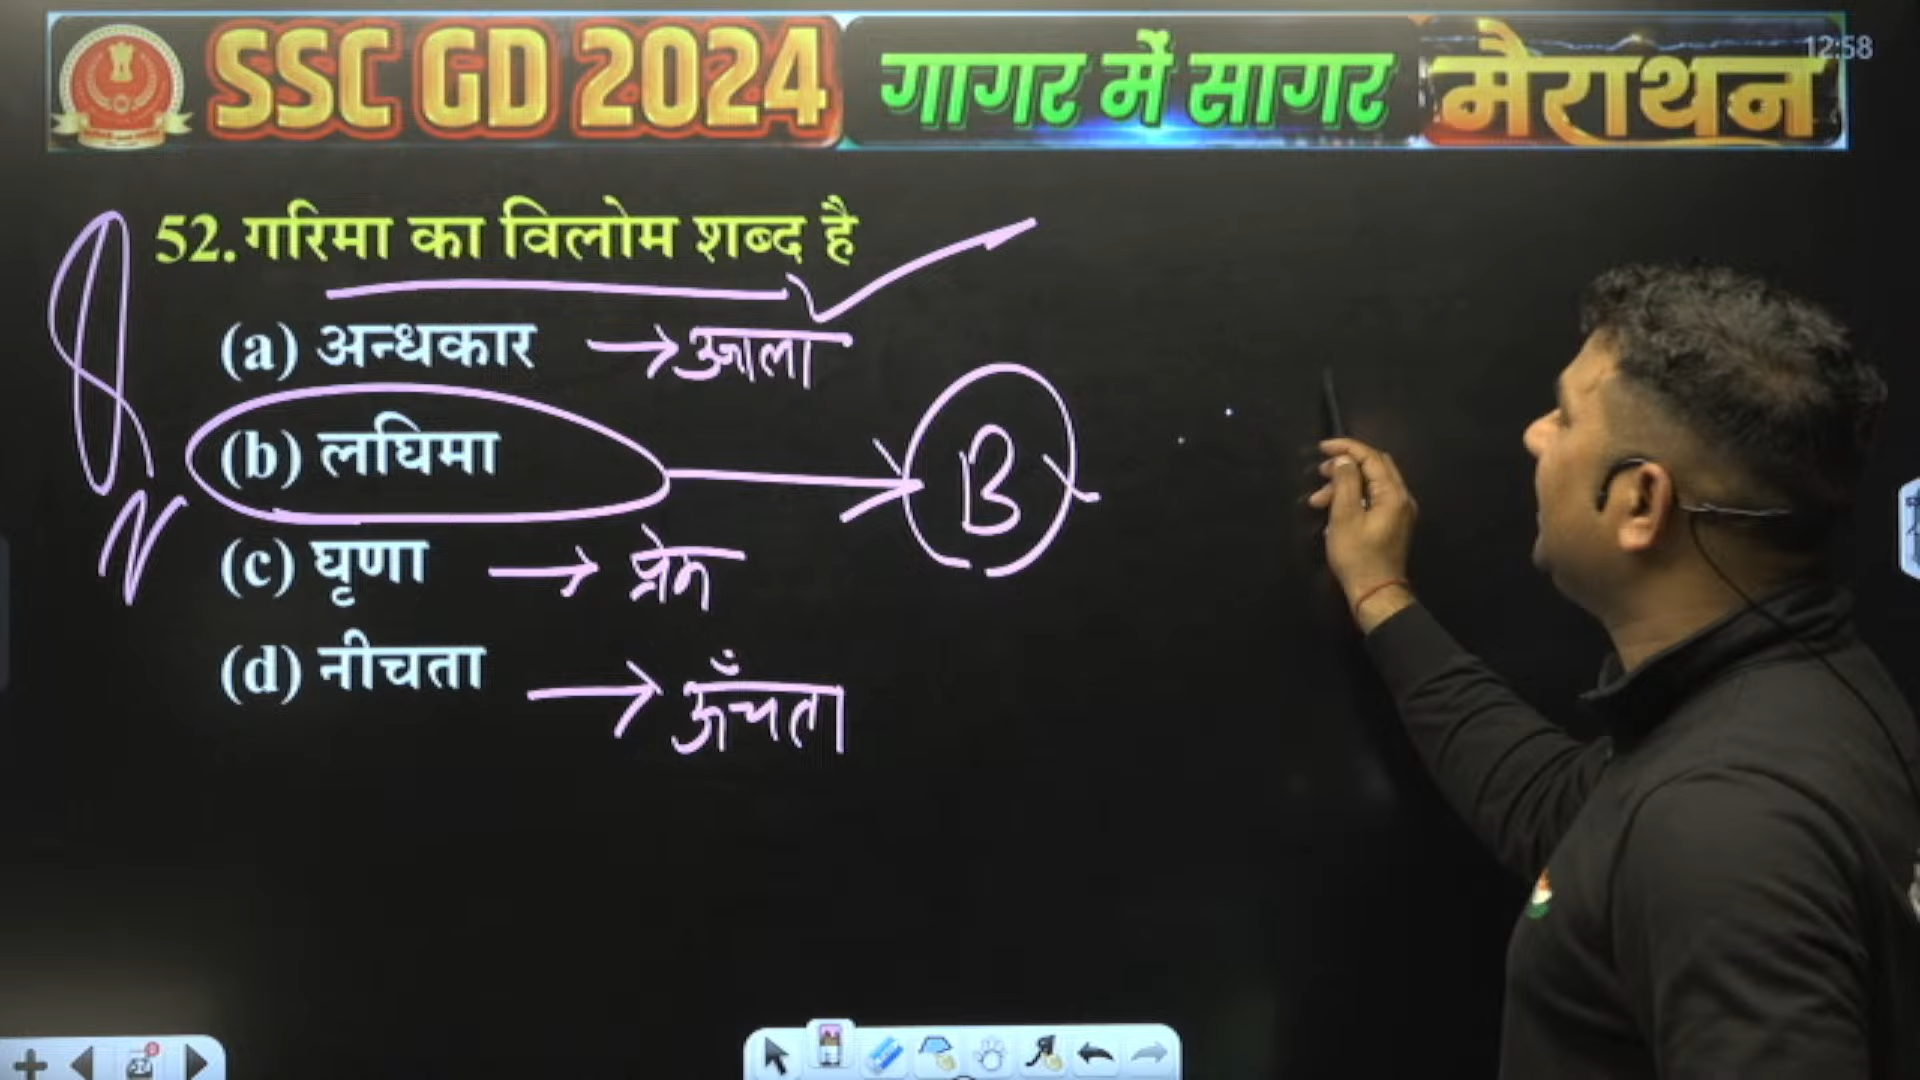 SSC GD 2024 गागर में सागर मैराथन
12:58
52. गरिमा का विलोम शब्द है
(a) अन्धकार → उजाला
(b) लघिमा → B
(c) घृणा → प्रेम
(d) नीचता → ऊँचता